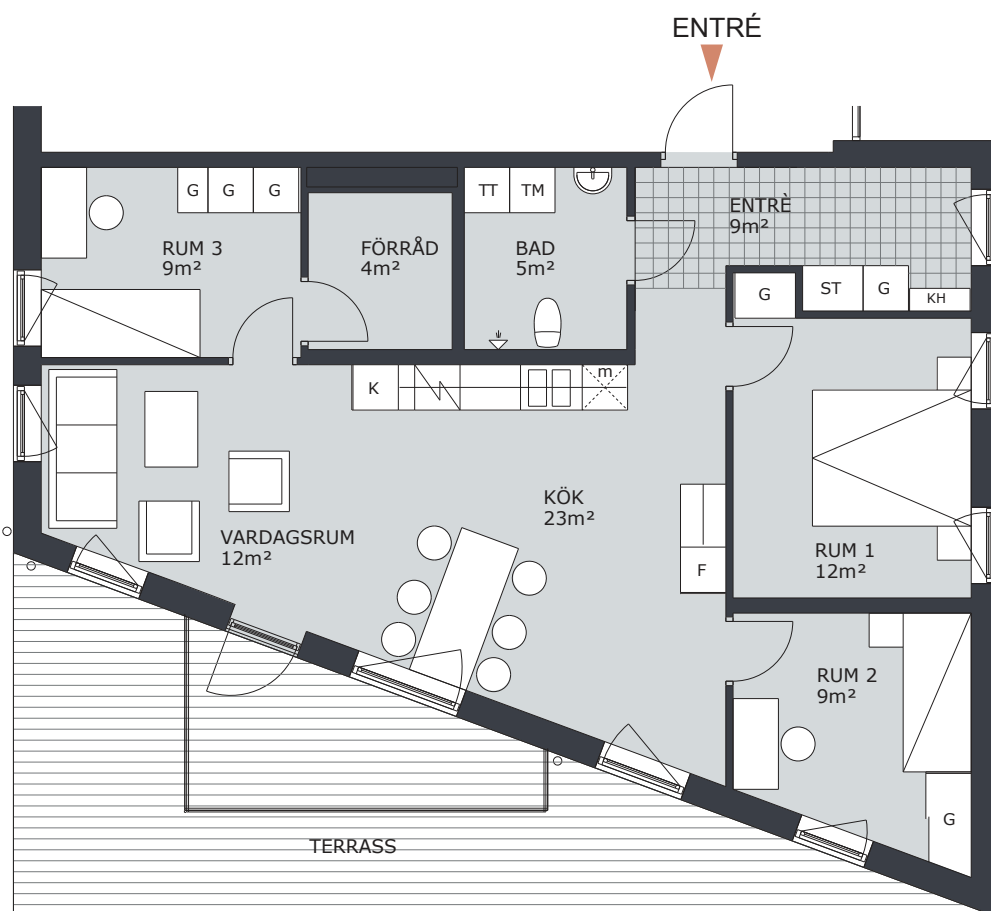 ENTRÉ
G
G
G
TT
TM
ENTRÈ
9m²
RUM 3
9m²
FÖRRÅD
4m²
BAD
5m²
G
ST
G
KH
K
m
KÖK
23m²
VARDAGSRUM
12m²
RUM 1
12m²
F
RUM 2
9m²
G
TERRASS